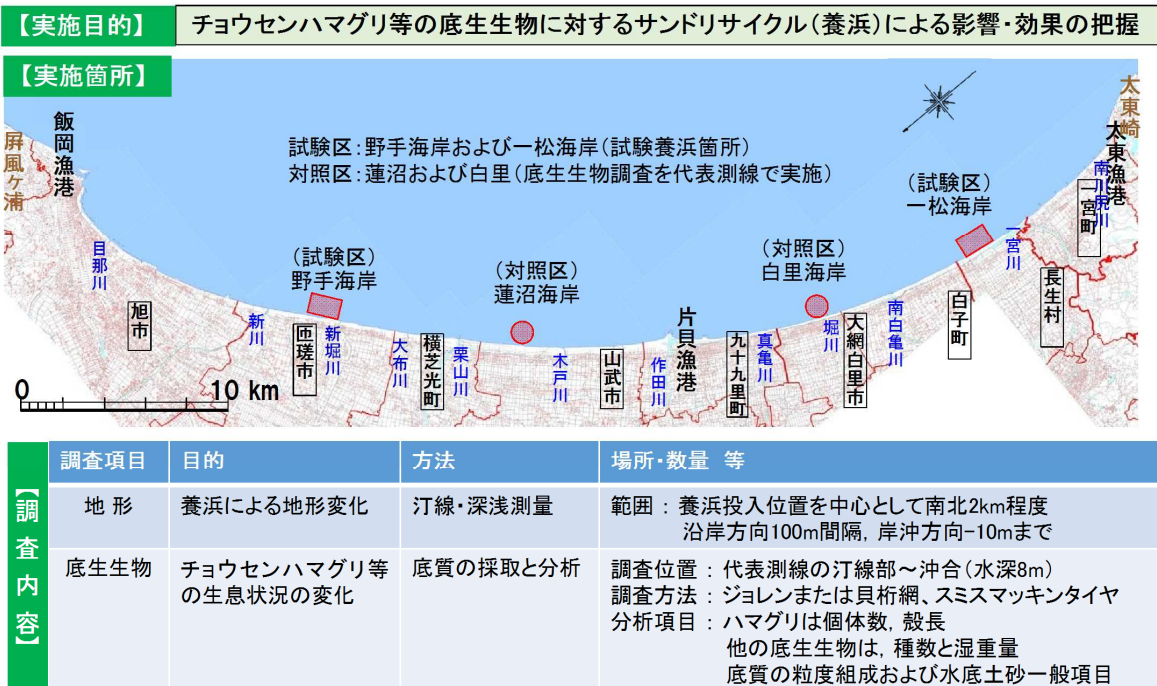 【実施目的】
チョウセンハマグリ等の底生生物に対するサンドリサイクル(養浜)による影響・効果の把握
【実施箇所】
試験区：野手海岸および一松海岸(試験養浜箇所)
対照区：蓮沼および白里(底生生物調査を代表測線で実施)
屏風ヶ浦
飯岡漁港
目那川
旭市
新川
(試験区)
野手海岸
匝瑳市
新堀川
大布川
横芝光町
栗山川
(対照区)
蓮沼海岸
木戸川
山武市
作田川
片貝漁港
九十九里町
真亀川
(対照区)
白里海岸
堀川
大網白里市
南白亀川
(試験区)
一松海岸
白子町
一宮川
長生村
一宮町
南川尻川
太東漁港
太東崎
0
10 km
【調査内容】
調査項目 目的 方法 場所・数量 等
地 形 養浜による地形変化 汀線・深浅測量 範囲：養浜投入位置を中心として南北2km程度
沿岸方向100m間隔, 岸沖方向-10mまで
底生生物 チョウセンハマグリ等の生息状況の変化 底質の採取と分析 調査位置：代表測線の汀線部～沖合(水深8m)
調査方法：ジョレンまたは貝桁網、スミスマッキンタイヤ
分析項目：ハマグリは個体数, 殻長
他の底生生物は, 種数と湿重量
底質の粒度組成および水底土砂一般項目